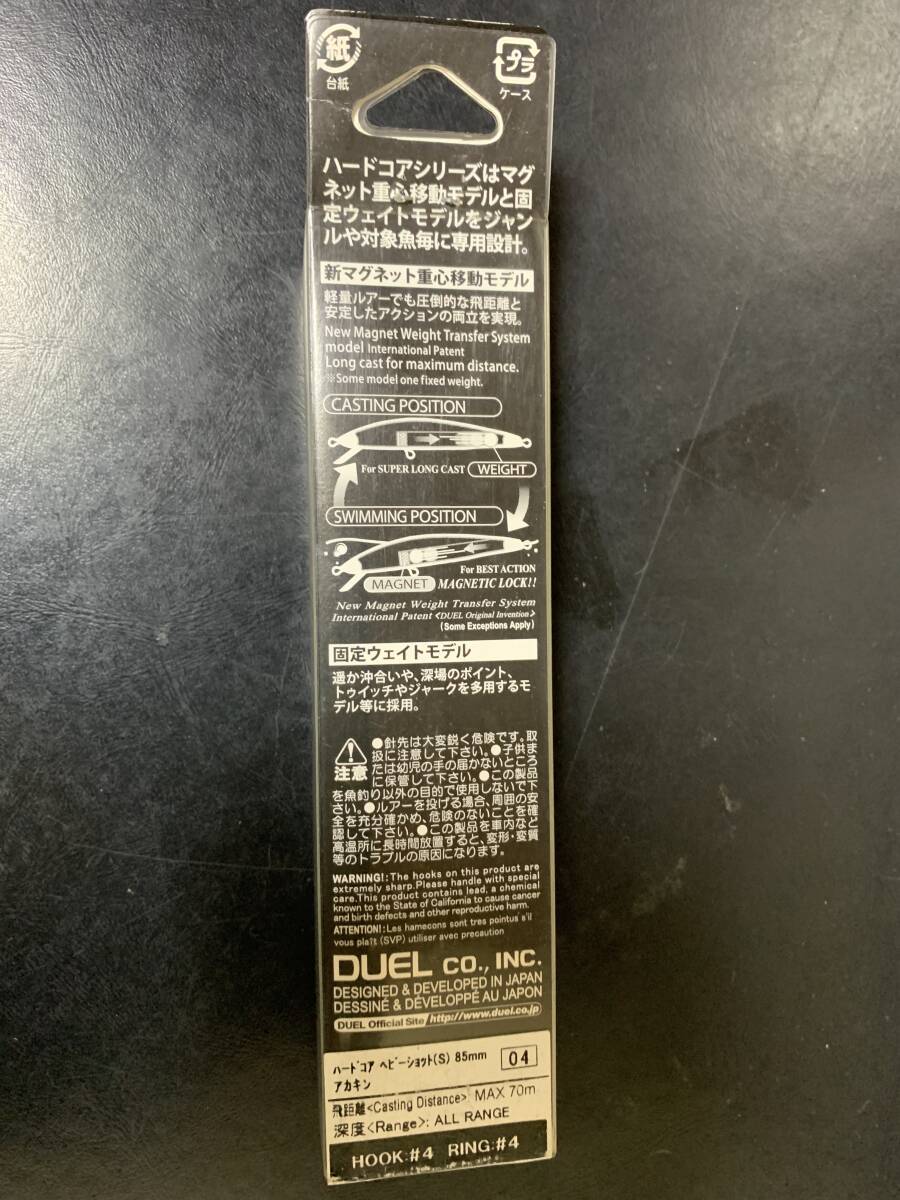 紙
台紙
プラ
ケース
ハードコアシリーズはマグ
ネット重心移動モデルと固
定ウェイトモデルをジャン
ルや対象魚毎に専用設計。
新マグネット重心移動モデル
軽量ルアーでも圧倒的な飛距離と
安定したアクションの両立を実現。
New Magnet Weight Transfer System
model International Patent
Long cast for maximum distance.
※Some model one fixed weight.
CASTING POSITION
For SUPER LONG CAST WEIGHT
SWIMMING POSITION
For BEST ACTION
MAGNET MAGNETIC LOCK!!
New Magnet Weight Transfer System
International Patent <DUEL Original Invention>
(Some Exceptions Apply)
固定ウェイトモデル
遥か沖合いや、深場のポイント、
トゥイッチやジャークを多用するモ
デル等に採用。
注意
●針先は大変鋭く危険です。取
扱に注意して下さい。●子供ま
たは幼児の手の届かないところ
に保管して下さい。●この製品
を魚釣り以外の目的で使用しないで下
さい。●ルアーを投げる場合、周囲の安
全を充分確かめ、危険のないことを確
認して下さい。●この製品を車内など
高温所に長時間放置すると、変形・変質
等のトラブルの原因になります。
WARNING!:The hooks on this product are
extremely sharp.Please handle with special
care.This product contains lead, a chemical
known to the State of California to cause cancer
and birth defects and other reproductive harm.
ATTENTION!:Les hamecons sont tres pointus s'il
vous plaît (SVP) utiliser avec precaution
DUEL CO., INC.
DESIGNED & DEVELOPED IN JAPAN
DESSINÉ & DÉVELOPPÉ AU JAPON
DUEL Official Site http://www.duel.co.jp
ハードコア ヘビーショット(S) 85mm 04
アカキン
飛距離<Casting Distance>: MAX 70m
深度<Range>: ALL RANGE
HOOK:#4 RING:#4